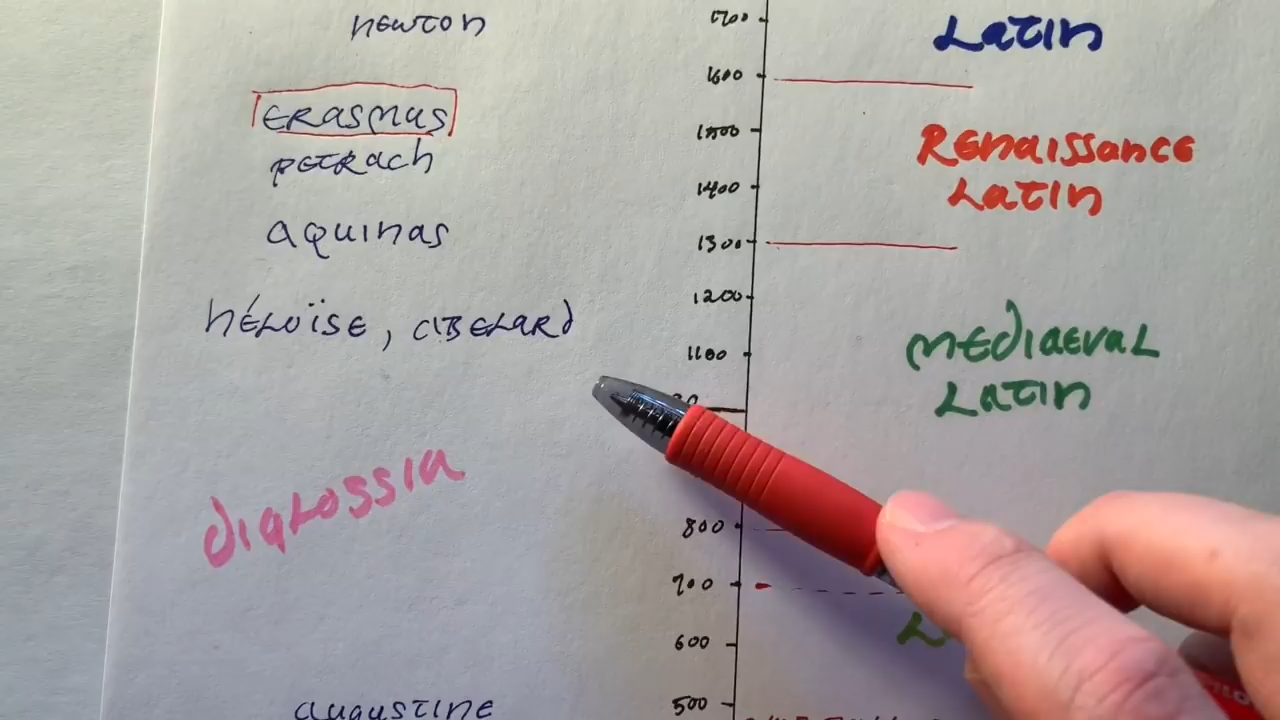 newton
1700
Latin
1600
Erasmus
1500
Renaissance
Petrach
1400
Latin
Aquinas
1300
1200
Héloïse, Abelard
Mediaeval
1100
Latin
diglossia
800
700
600
Augustine
500